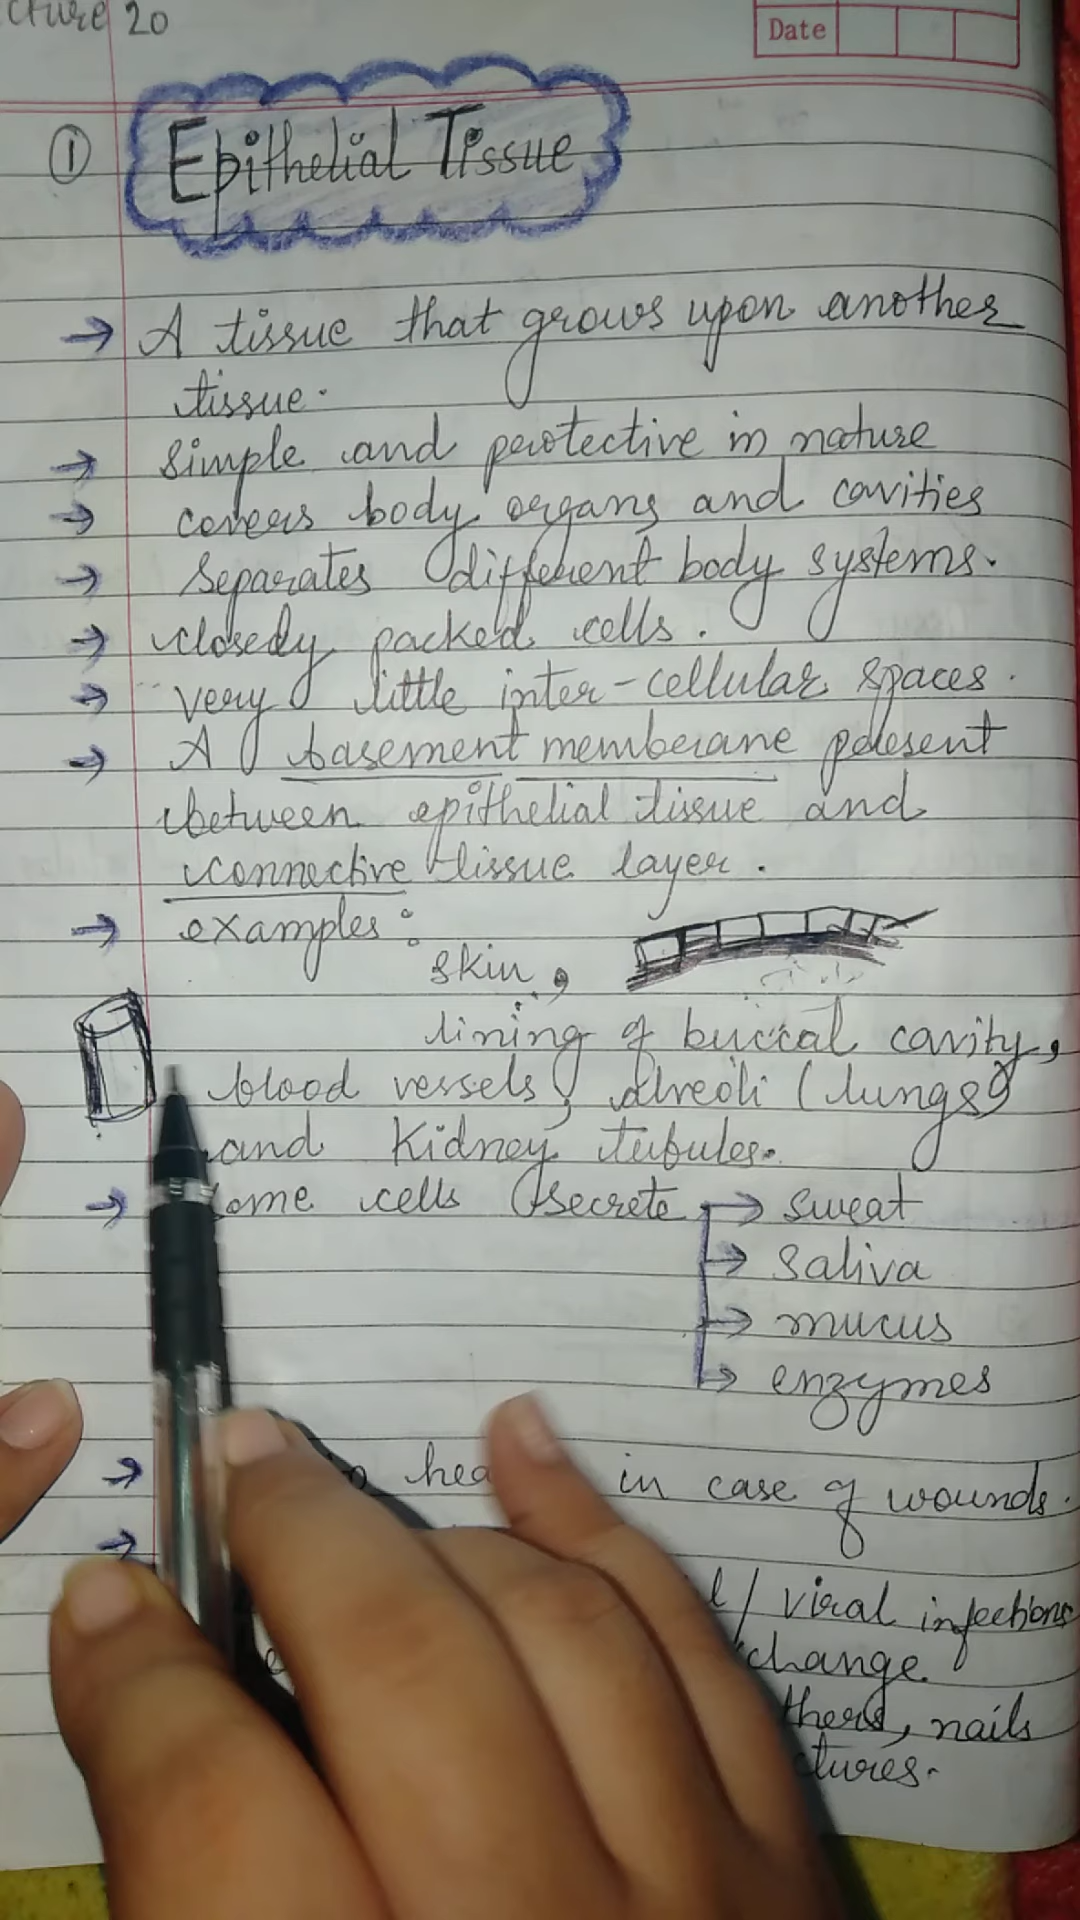 cture 20
Date
① Epithelial Tissue
→ A tissue that grows upon another
tissue.
→ Simple and protective in nature
→ covers body organs and cavities
→ Separates different body systems.
→ closely packed cells.
→ very little inter-cellular spaces.
→ A basement membrane present
between epithelial tissue and
connective tissue layer.
→ examples:
skin,
lining of buccal cavity,
blood vessels, alveoli (lungs)
and Kidney tubules.
→ Some cells secrete → sweat
→ saliva
→ mucus
→ enzymes
→ in case of wounds.
→
/ viral infections
change
thers, nails
ctures.